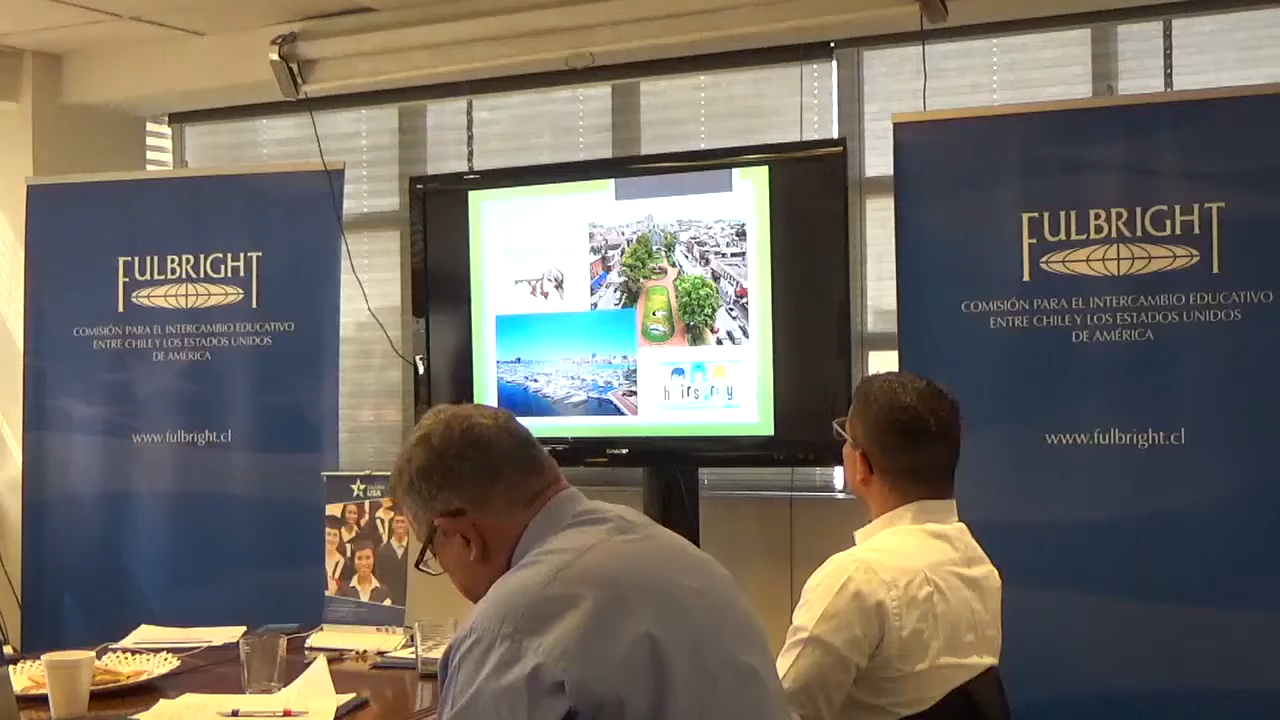 FULBRIGHT
COMISIÓN PARA EL INTERCAMBIO EDUCATIVO
ENTRE CHILE Y LOS ESTADOS UNIDOS
DE AMÉRICA
www.fulbright.cl
USA
SHARP
FULBRIGHT
COMISIÓN PARA EL INTERCAMBIO EDUCATIVO
ENTRE CHILE Y LOS ESTADOS UNIDOS
DE AMÉRICA
www.fulbright.cl